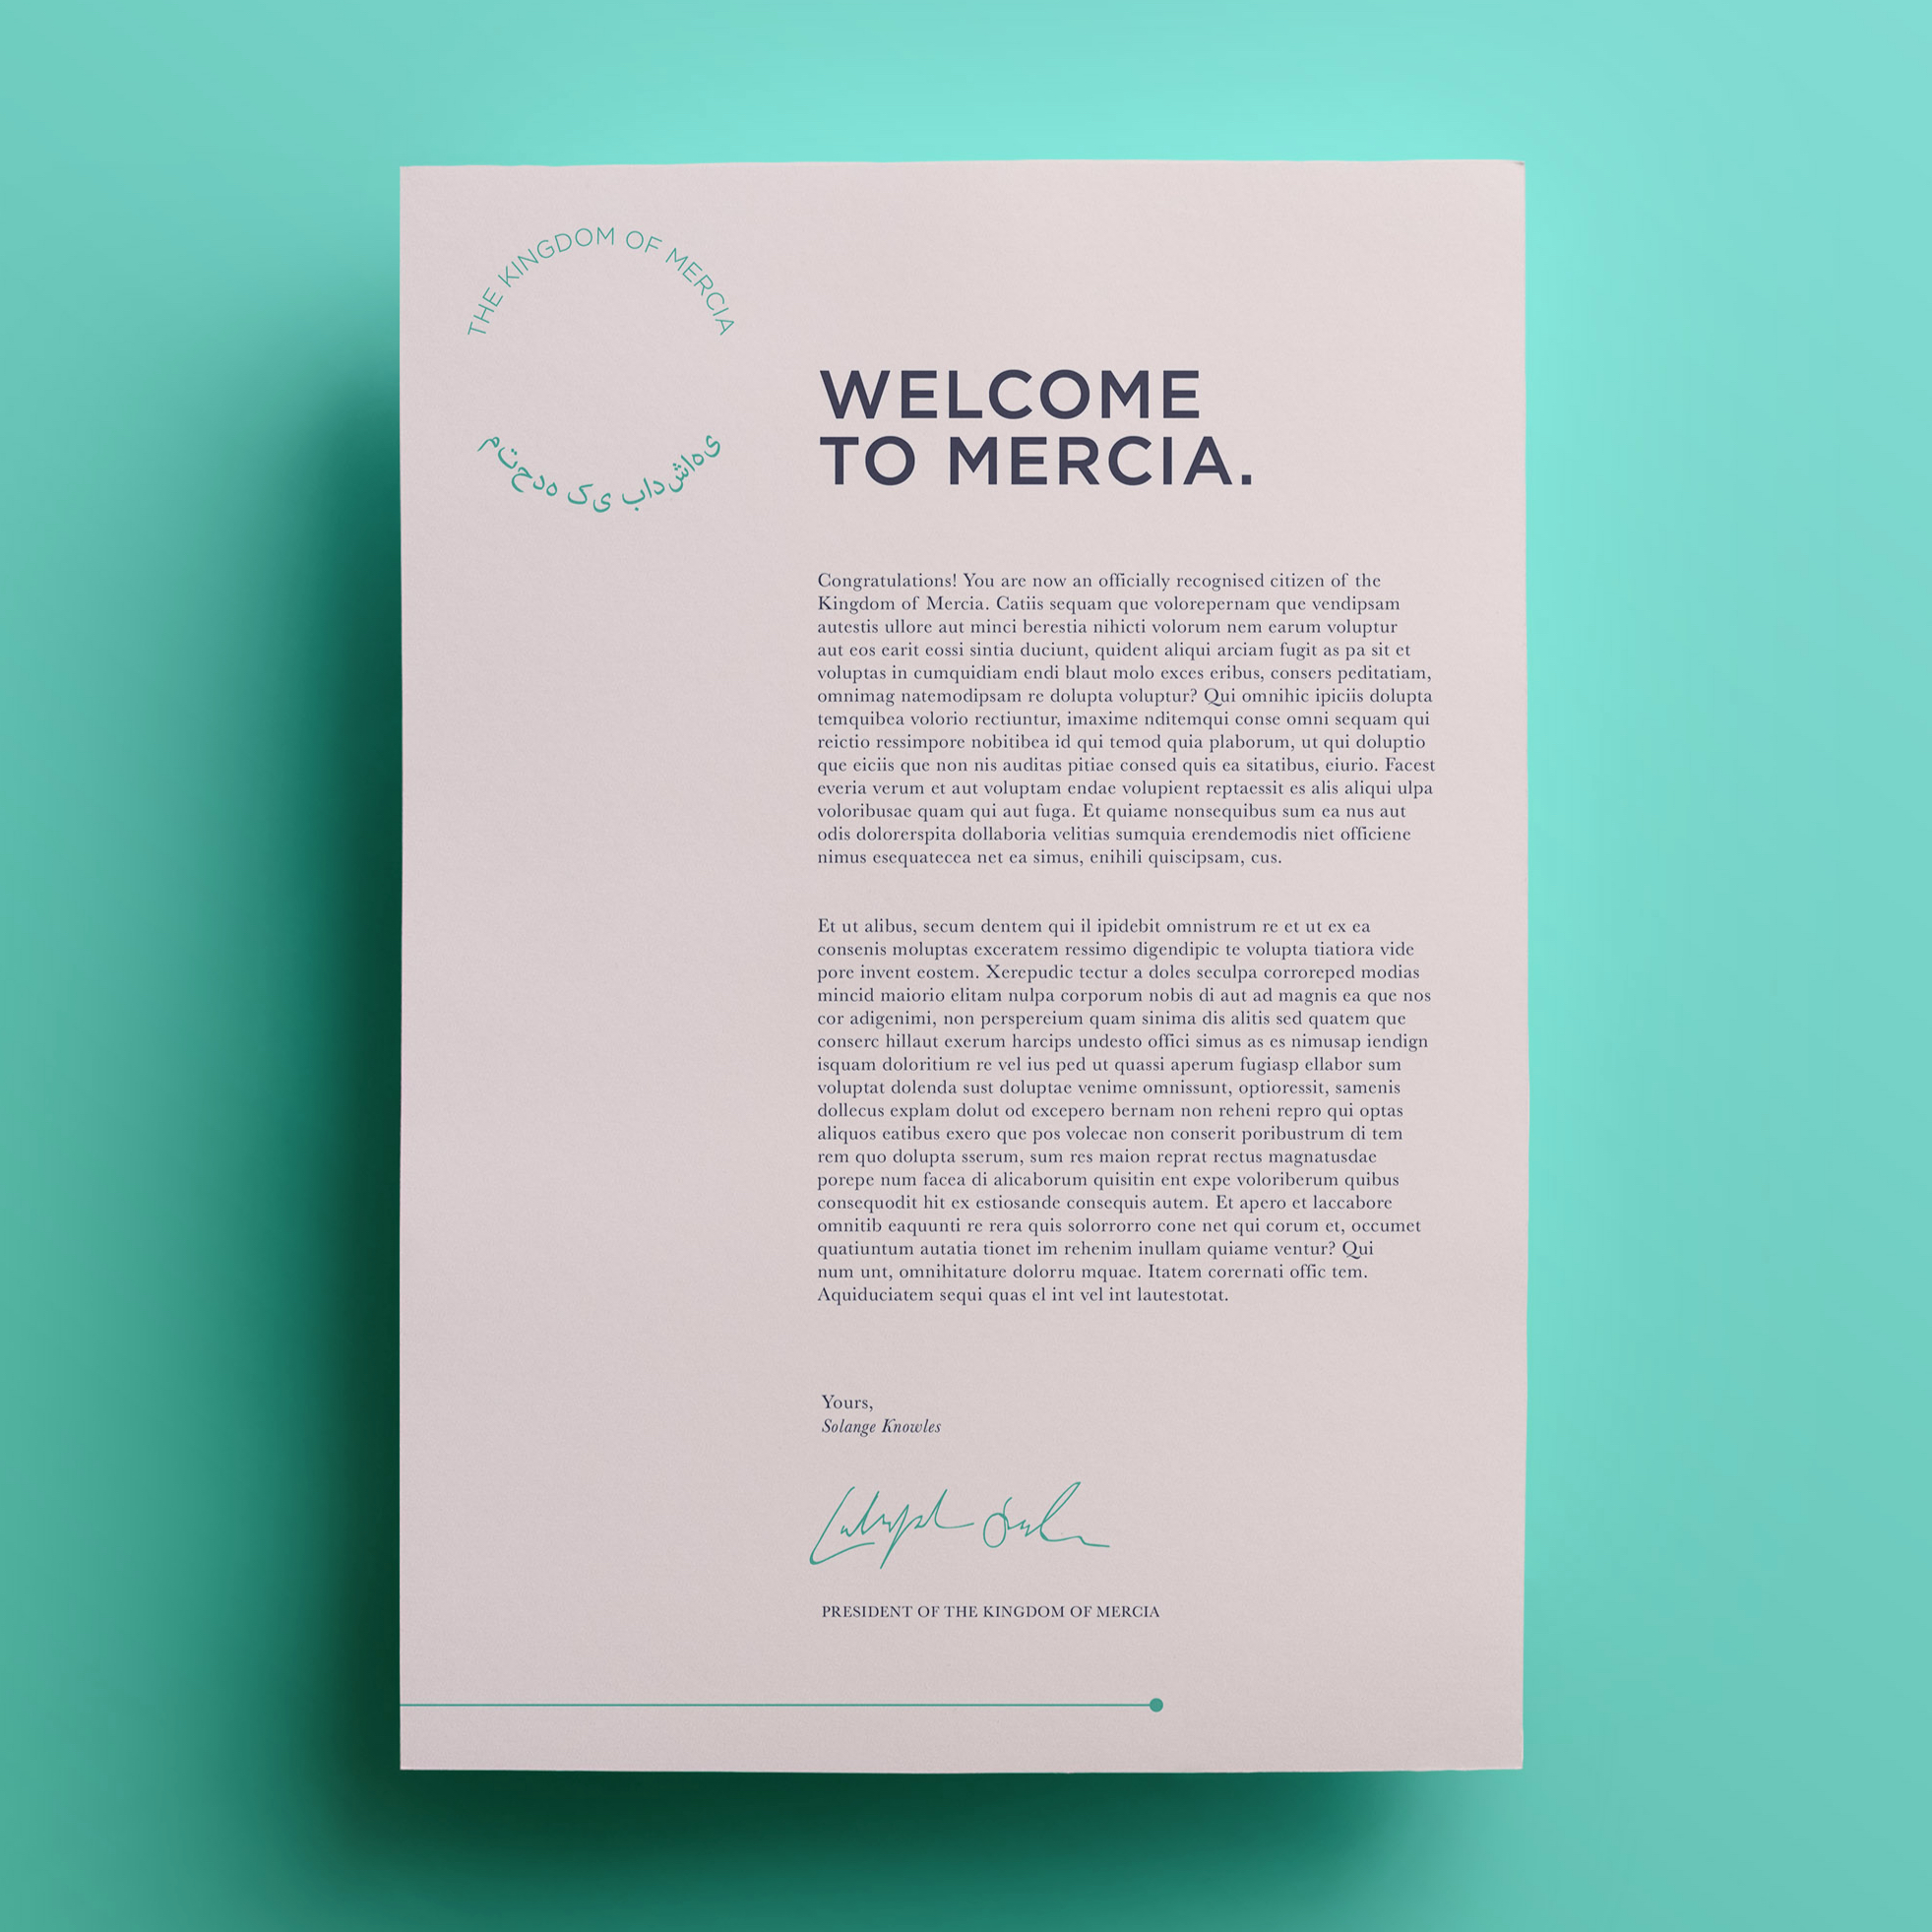 THE KINGDOM OF MERCIA
متحدہ کی بادشاہی
WELCOME
TO MERCIA.
Congratulations! You are now an officially recognised citizen of the
Kingdom of Mercia. Catiis sequam que volorepernam que vendipsam
autestis ullore aut minci berestia nihicti volorum nem earum voluptur
aut eos earit eossi sintia duciunt, quident aliqui arciam fugit as pa sit et
voluptas in cumquidiam endi blaut molo exces eribus, consers peditatiam,
omnimag natemodipsam re dolupta voluptur? Qui omnihic ipiciis dolupta
temquibea volorio rectiuntur, imaxime nditemqui conse omni sequam qui
reictio ressimpore nobitibea id qui temod quia plaborum, ut qui doluptio
que eiciis que non nis auditas pitiae consed quis ea sitatibus, eiurio. Facest
everia verum et aut voluptam endae volupient reptaessit es alis aliqui ulpa
voloribusae quam qui aut fuga. Et quiame nonsequibus sum ea nus aut
odis dolorerspita dollaboria velitias sumquia erendemodis niet officiene
nimus esequatecea net ea simus, enihili quiscipsam, cus.
Et ut alibus, secum dentem qui il ipidebit omnistrum re et ut ex ea
consenis moluptas exceratem ressimo digendipic te volupta tiatiora vide
pore invent eostem. Xerepudic tectur a doles seculpa corroreped modias
mincid maiorio elitam nulpa corporum nobis di aut ad magnis ea que nos
cor adigenimi, non perspereium quam sinima dis alitis sed quatem que
conserc hillaut exerum harcips undesto offici simus as es nimusap iendign
isquam doloritium re vel ius ped ut quassi aperum fugiasp ellabor sum
voluptat dolenda sust doluptae venime omnissunt, optioressit, samenis
dollecus explam dolut od excepero bernam non reheni repro qui optas
aliquos eatibus exero que pos volecae non conserit poribustrum di tem
rem quo dolupta sserum, sum res maion reprat rectus magnatusdae
porepe num facea di alicaborum quisitin ent expe voloriberum quibus
consequodit hit ex estiosande consequis autem. Et apero et laccabore
omnitib eaquunti re rera quis solorrorro cone net qui corum et, occumet
quatiuntum autatia tionet im rehenim inullam quiame ventur? Qui
num unt, omnihitature dolorru mquae. Itatem corernati offic tem.
Aquiduciatem sequi quas el int vel int lautestotat.
Yours,
Solange Knowles
PRESIDENT OF THE KINGDOM OF MERCIA